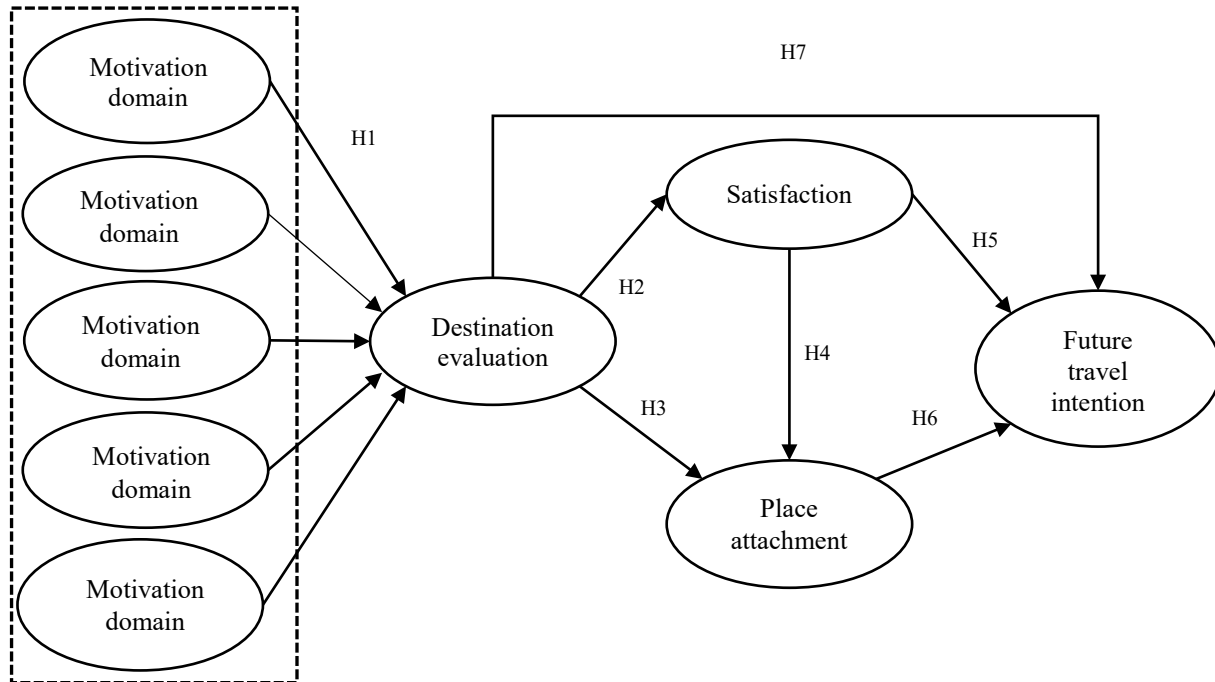 Motivation
domain
Motivation
domain
Motivation
domain
Motivation
domain
Motivation
domain
H1
Destination
evaluation
H2
H3
Satisfaction
H4
Place
attachment
H5
H6
H7
Future
travel
intention